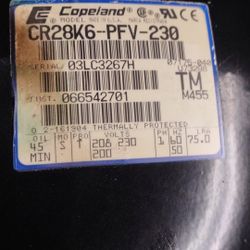 Copeland
CR28K6-PFV-230
SERIAL 03LC3267H
TM
M455
CUST. 066542701
THERMALLY PROTECTED
OIL MO PRO VOLTS PH HZ LRA
45 S 208 230 1 60 75.0
MIN 200 50